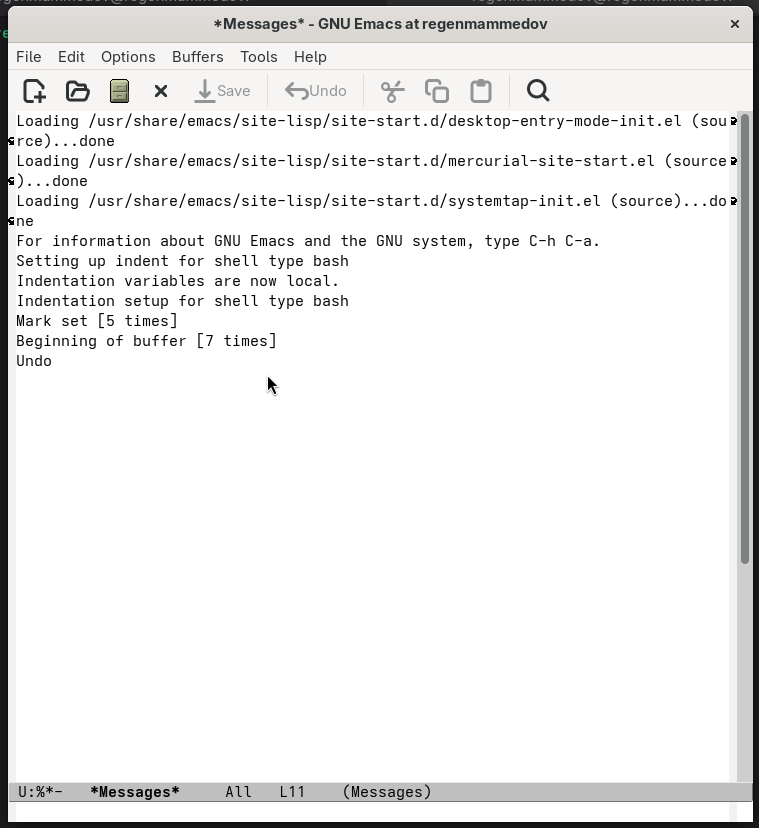 *Messages* - GNU Emacs at regenmammedov
File Edit Options Buffers Tools Help
Save Undo
Loading /usr/share/emacs/site-lisp/site-start.d/desktop-entry-mode-init.el (sou
rce)...done
Loading /usr/share/emacs/site-lisp/site-start.d/mercurial-site-start.el (source
)...done
Loading /usr/share/emacs/site-lisp/site-start.d/systemtap-init.el (source)...do
ne
For information about GNU Emacs and the GNU system, type C-h C-a.
Setting up indent for shell type bash
Indentation variables are now local.
Indentation setup for shell type bash
Mark set [5 times]
Beginning of buffer [7 times]
Undo
U:%*- *Messages* All L11 (Messages)